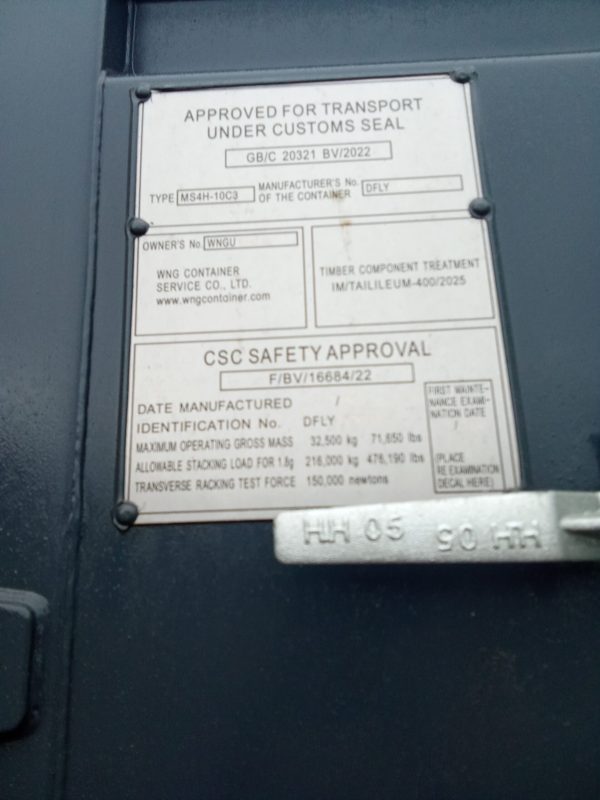 APPROVED FOR TRANSPORT
UNDER CUSTOMS SEAL
GB/C 20321 BV/2022
TYPE MS4H-10C3 MANUFACTURER'S No. OF THE CONTAINER DFLY
OWNER'S No. WNGU
WNG CONTAINER
SERVICE CO., LTD.
www.wngcontainer.com
TIMBER COMPONENT TREATMENT
IM/TAILILEUM-400/2025
CSC SAFETY APPROVAL
F/BV/16684/22
DATE MANUFACTURED /
IDENTIFICATION No. DFLY
MAXIMUM OPERATING GROSS MASS 32,500 kg 71,650 lbs
ALLOWABLE STACKING LOAD FOR 1.8g 216,000 kg 476,190 lbs
TRANSVERSE RACKING TEST FORCE 150,000 newtons
FIRST MAINTE-
NANCE EXAMI-
NATION DATE
/
(PLACE
RE EXAMINATION
DECAL HERE)
HH 05 50 HH